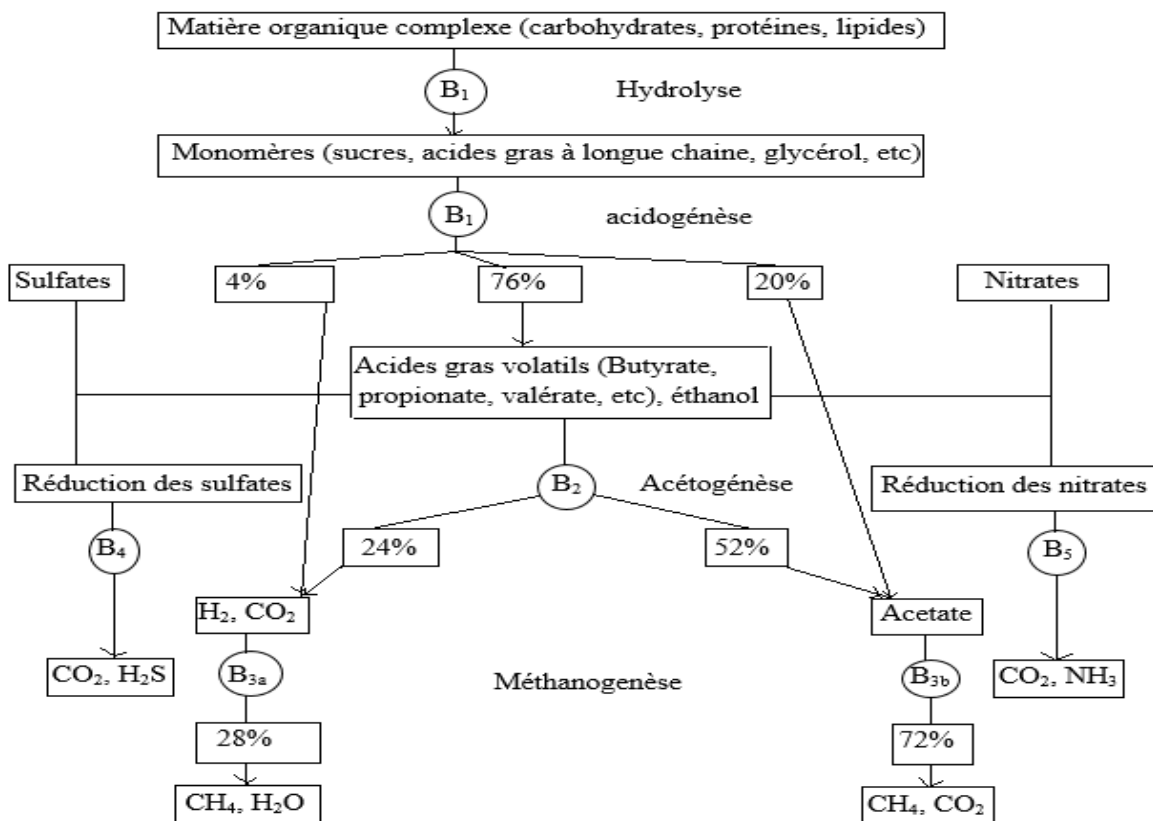 Matière organique complexe (carbohydrates, protéines, lipides)
B₁
Hydrolyse
Monomères (sucres, acides gras à longue chaine, glycérol, etc)
B₁
acidogénèse
Sulfates
4%
76%
20%
Nitrates
Acides gras volatils (Butyrate,
propionate, valérate, etc), éthanol
Réduction des sulfates
B₂
Acétogénèse
Réduction des nitrates
B₄
24%
52%
B₅
H₂, CO₂
Acetate
CO₂, H₂S
B₃ₐ
Méthanogenèse
B₃b
CO₂, NH₃
28%
72%
CH₄, H₂O
CH₄, CO₂